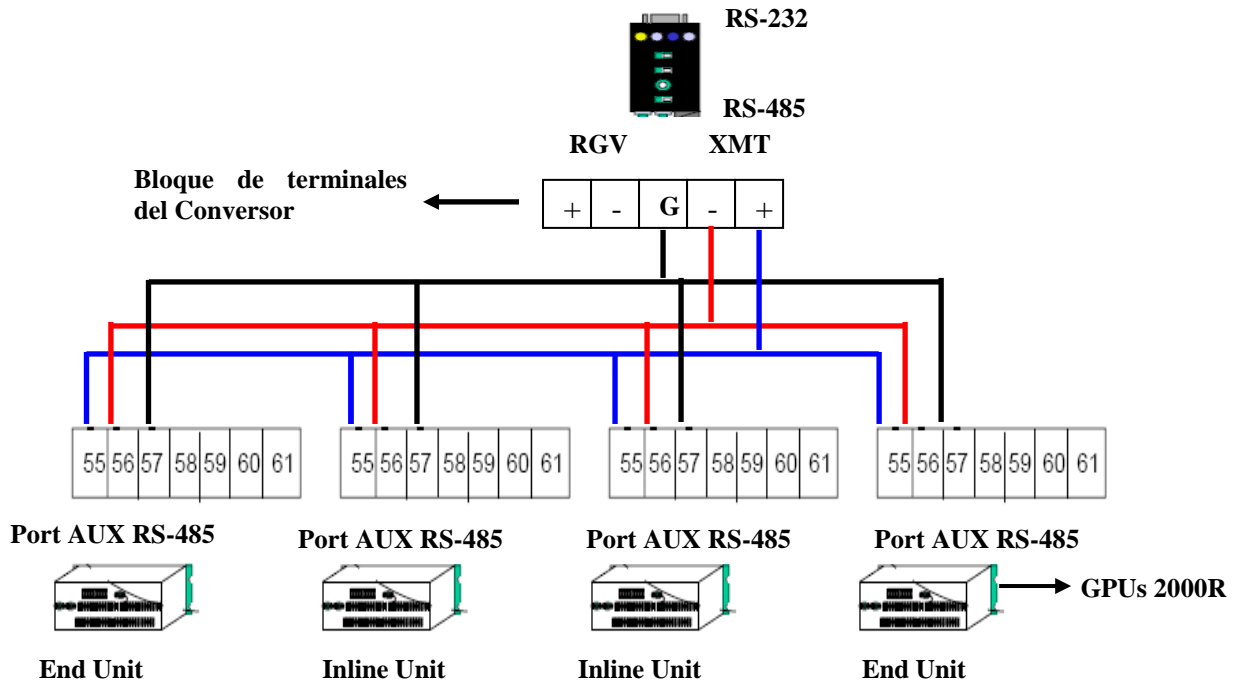 RS-232
RS-485
RGV XMT
Bloque de terminales
del Conversor
+ - G - +
55 56 57 58 59 60 61
55 56 57 58 59 60 61
55 56 57 58 59 60 61
55 56 57 58 59 60 61
Port AUX RS-485
Port AUX RS-485
Port AUX RS-485
Port AUX RS-485
GPUs 2000R
End Unit
Inline Unit
Inline Unit
End Unit